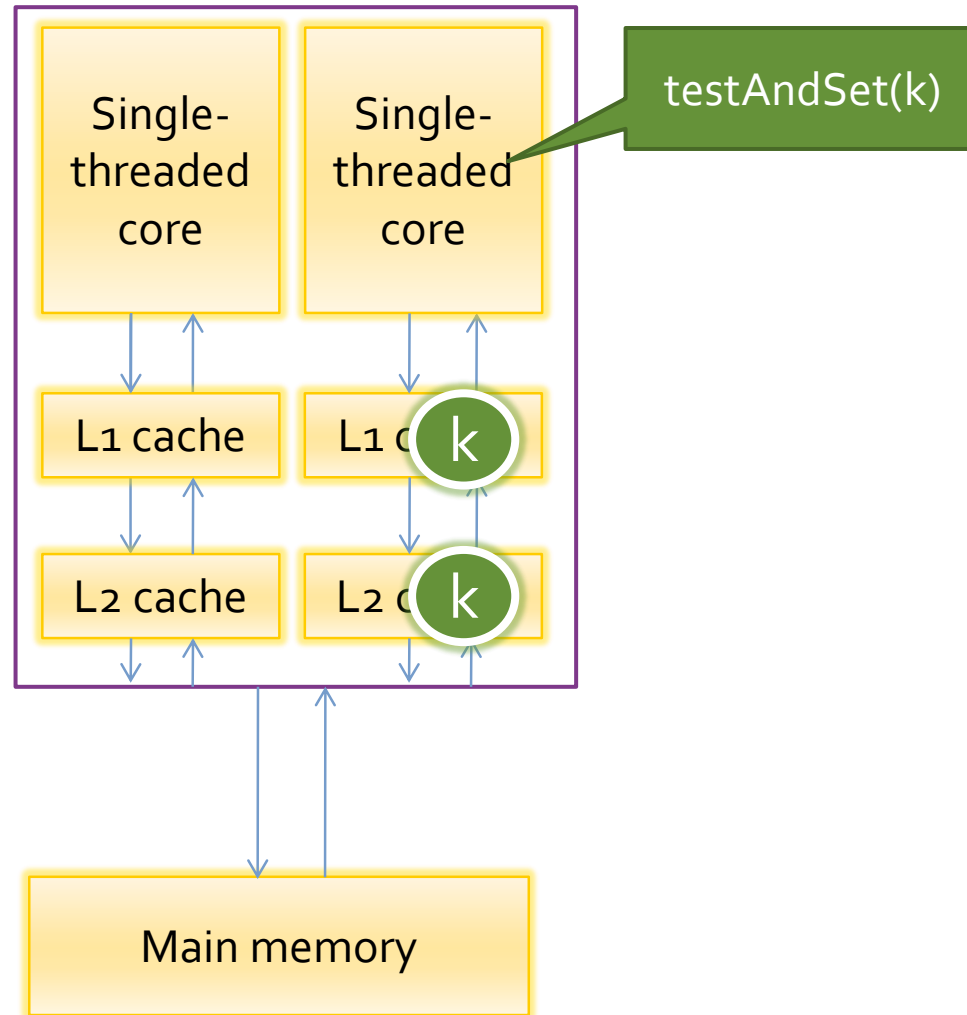 Single-
threaded
core
Single-
threaded
core
testAndSet(k)
L1 cache
L1 c
k
L2 cache
L2 c
k
Main memory